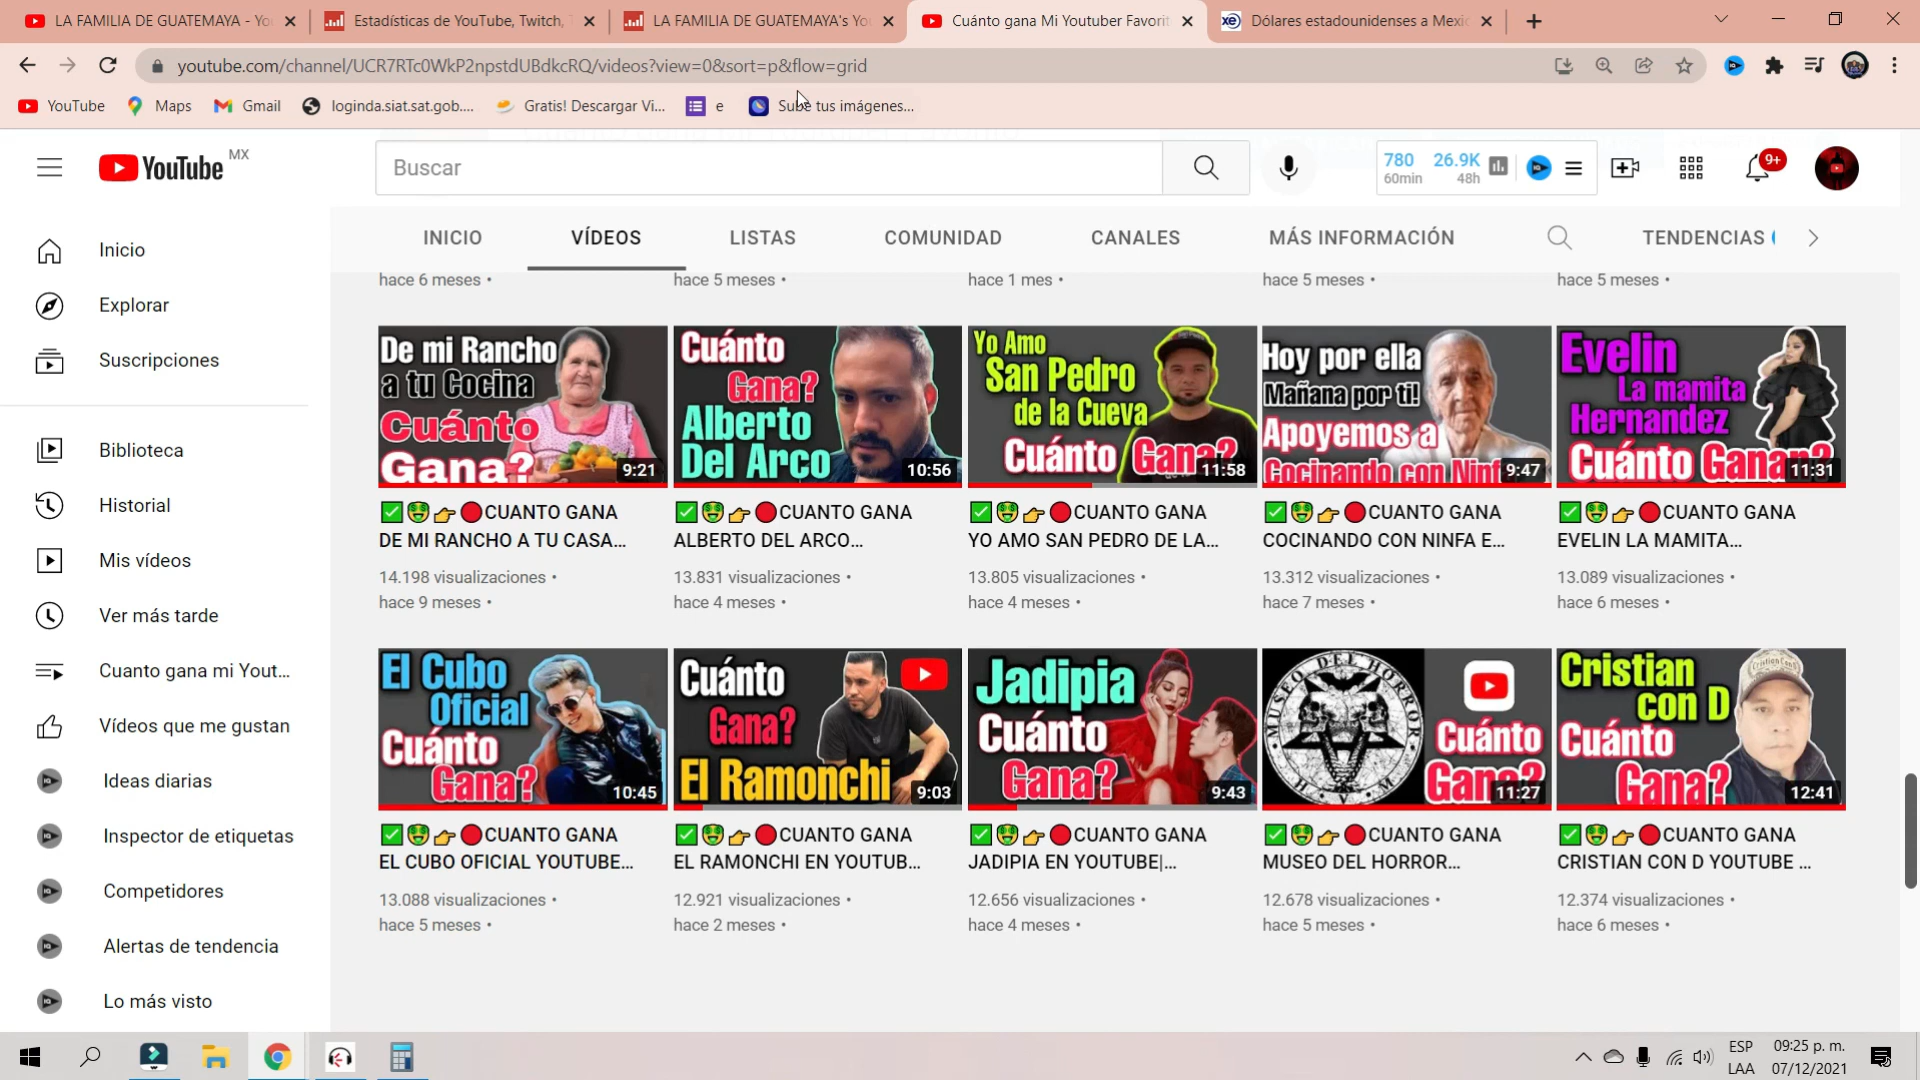 LA FAMILIA DE GUATEMAYA - Yo
Estadísticas de YouTube, Twitch, T
LA FAMILIA DE GUATEMAYA's Yo
Cuánto gana Mi Youtuber Favorit
Dólares estadounidenses a Mexic
youtube.com/channel/UCR7RTc0WkP2npstdUBdkcRQ/videos?view=0&sort=p&flow=grid
YouTube
Maps
Gmail
loginda.siat.sat.gob....
Gratis! Descargar Vi...
e
Sube tus imágenes...
YouTube MX
Buscar
780
60min
26.9K
48h
9+
INICIO
VÍDEOS
LISTAS
COMUNIDAD
CANALES
MÁS INFORMACIÓN
TENDENCIAS
Inicio
Explorar
Suscripciones
Biblioteca
Historial
Mis vídeos
Ver más tarde
Cuanto gana mi Yout...
Vídeos que me gustan
Ideas diarias
Inspector de etiquetas
Competidores
Alertas de tendencia
Lo más visto
hace 6 meses •
hace 5 meses •
hace 1 mes •
hace 5 meses •
hace 5 meses •
De mi Rancho
a tu Cocina
Cuánto
Gana?
9:21
Cuánto
Gana?
Alberto
Del Arco
10:56
Yo Amo
San Pedro
de la Cueva
Cuánto Gana?
11:58
Hoy por ella
Mañana por ti!
Apoyemos a
Cocinando con Ninf
9:47
Evelin
La mamita
Hernandez
Cuánto Gana?
11:31
✅🤑👉🔴CUANTO GANA
DE MI RANCHO A TU CASA...
14.198 visualizaciones •
hace 9 meses •
✅🤑👉🔴CUANTO GANA
ALBERTO DEL ARCO...
13.831 visualizaciones •
hace 4 meses •
✅🤑👉🔴CUANTO GANA
YO AMO SAN PEDRO DE LA...
13.805 visualizaciones •
hace 4 meses •
✅🤑👉🔴CUANTO GANA
COCINANDO CON NINFA E...
13.312 visualizaciones •
hace 7 meses •
✅🤑👉🔴CUANTO GANA
EVELIN LA MAMITA...
13.089 visualizaciones •
hace 6 meses •
El Cubo
Oficial
Cuánto
Gana?
10:45
Cuánto
Gana?
El Ramonchi
9:03
Jadipia
Cuánto
Gana?
9:43
MUSEO DEL HORROR
Cuánto
Gana?
11:27
Cristian
con D
Cuánto
Gana?
12:41
✅🤑👉🔴CUANTO GANA
EL CUBO OFICIAL YOUTUBE...
13.088 visualizaciones •
hace 5 meses •
✅🤑👉🔴CUANTO GANA
EL RAMONCHI EN YOUTUB...
12.921 visualizaciones •
hace 2 meses •
✅🤑👉🔴CUANTO GANA
JADIPIA EN YOUTUBE|...
12.656 visualizaciones •
hace 4 meses •
✅🤑👉🔴CUANTO GANA
MUSEO DEL HORROR...
12.678 visualizaciones •
hace 5 meses •
✅🤑👉🔴CUANTO GANA
CRISTIAN CON D YOUTUBE ...
12.374 visualizaciones •
hace 6 meses •
ESP
LAA
09:25 p. m.
07/12/2021